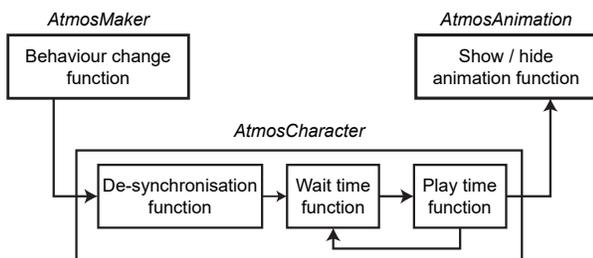 AtmosMaker
AtmosAnimation
Behaviour change
function
Show / hide
animation function
AtmosCharacter
De-synchronisation
function
Wait time
function
Play time
function